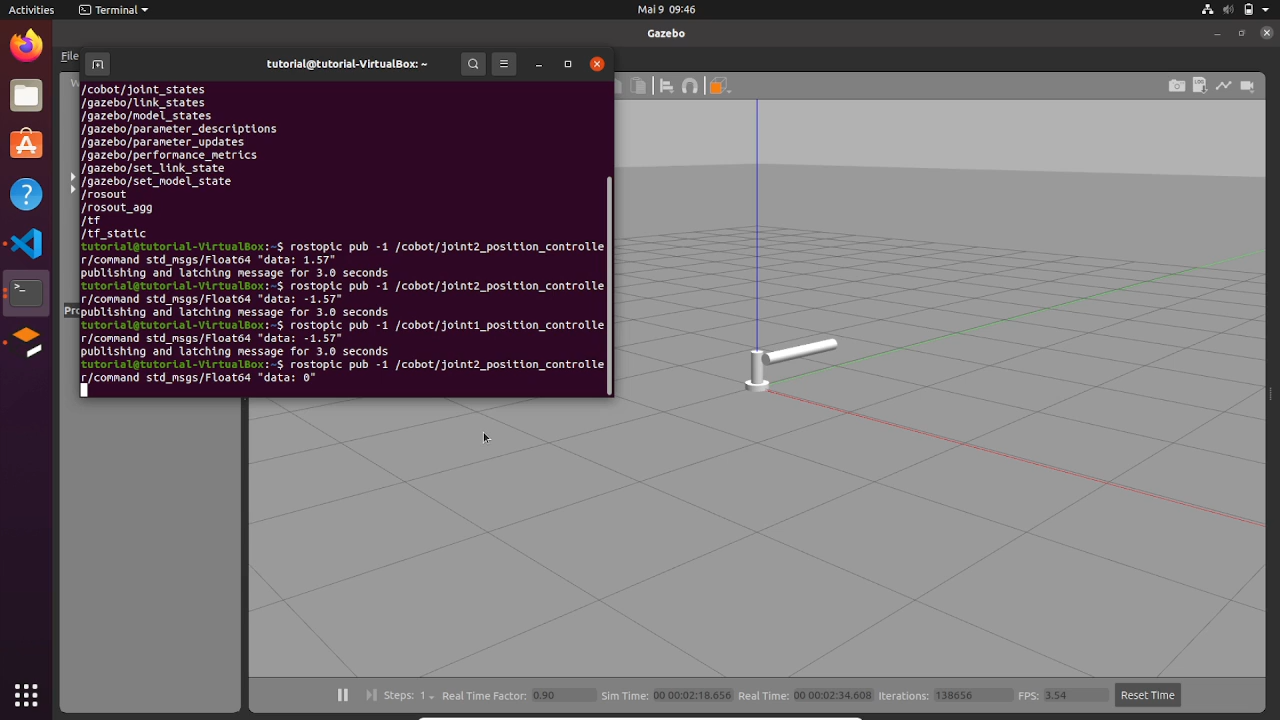 Activities
Terminal
Mai 9 09:46
Gazebo
File
tutorial@tutorial-VirtualBox: ~
/cobot/joint_states
/gazebo/link_states
/gazebo/model_states
/gazebo/parameter_descriptions
/gazebo/parameter_updates
/gazebo/performance_metrics
/gazebo/set_link_state
/gazebo/set_model_state
/rosout
/rosout_agg
/tf
/tf_static
tutorial@tutorial-VirtualBox:~$ rostopic pub -1 /cobot/joint2_position_controlle
r/command std_msgs/Float64 "data: 1.57"
publishing and latching message for 3.0 seconds
tutorial@tutorial-VirtualBox:~$ rostopic pub -1 /cobot/joint2_position_controlle
r/command std_msgs/Float64 "data: -1.57"
publishing and latching message for 3.0 seconds
tutorial@tutorial-VirtualBox:~$ rostopic pub -1 /cobot/joint1_position_controlle
r/command std_msgs/Float64 "data: -1.57"
publishing and latching message for 3.0 seconds
tutorial@tutorial-VirtualBox:~$ rostopic pub -1 /cobot/joint2_position_controlle
r/command std_msgs/Float64 "data: 0"
Steps: 1 Real Time Factor: 0.90 Sim Time: 00 00:02:18.656 Real Time: 00 00:02:34.608 Iterations: 138656 FPS: 3.54 Reset Time